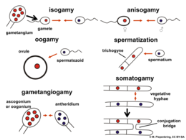 isogamy
anisogamy
gametangium
gamete
oogamy
spermatization
ovule
spermatozoid
trichogyne
spermatium
somatogamy
gametangiogamy
vegetative
hyphae
ascogonium
or oogonium
antheridium
conjugation
bridge